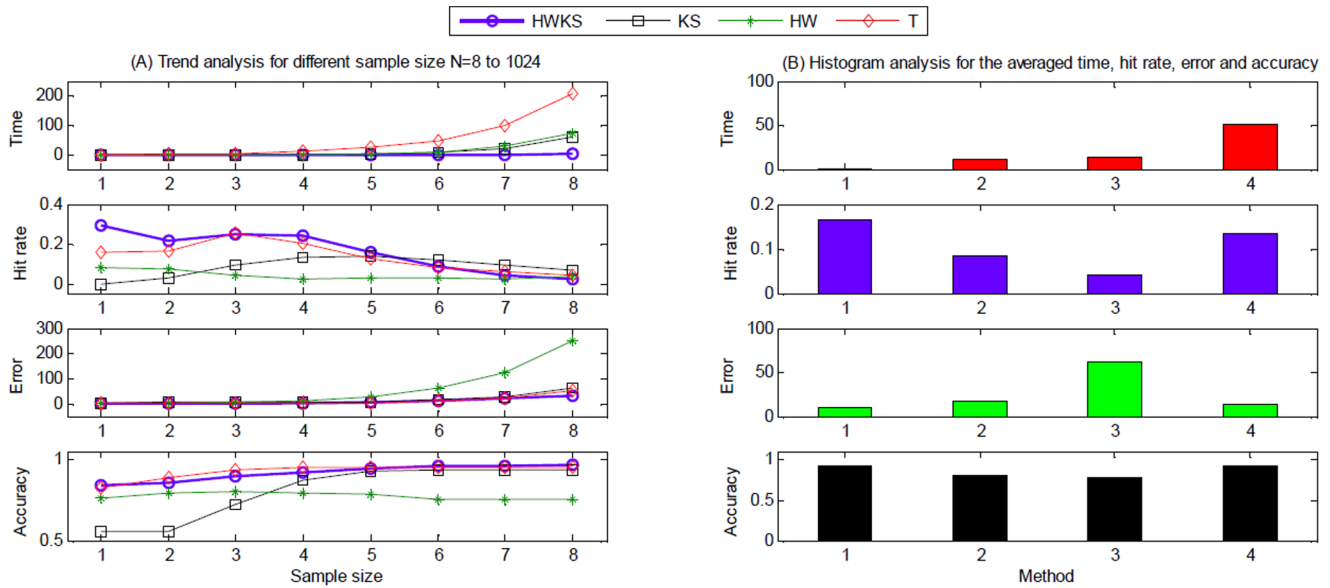 HWKS KS HW T
(A) Trend analysis for different sample size N=8 to 1024
Time
200
100
0
1 2 3 4 5 6 7 8
Hit rate
0.4
0.2
0
1 2 3 4 5 6 7 8
Error
300
200
100
0
1 2 3 4 5 6 7 8
Accuracy
1
0.5
1 2 3 4 5 6 7 8
Sample size
(B) Histogram analysis for the averaged time, hit rate, error and accuracy
Time
100
50
0
1 2 3 4
Hit rate
0.2
0.1
0
1 2 3 4
Error
100
50
0
1 2 3 4
Accuracy
1
0.5
0
1 2 3 4
Method